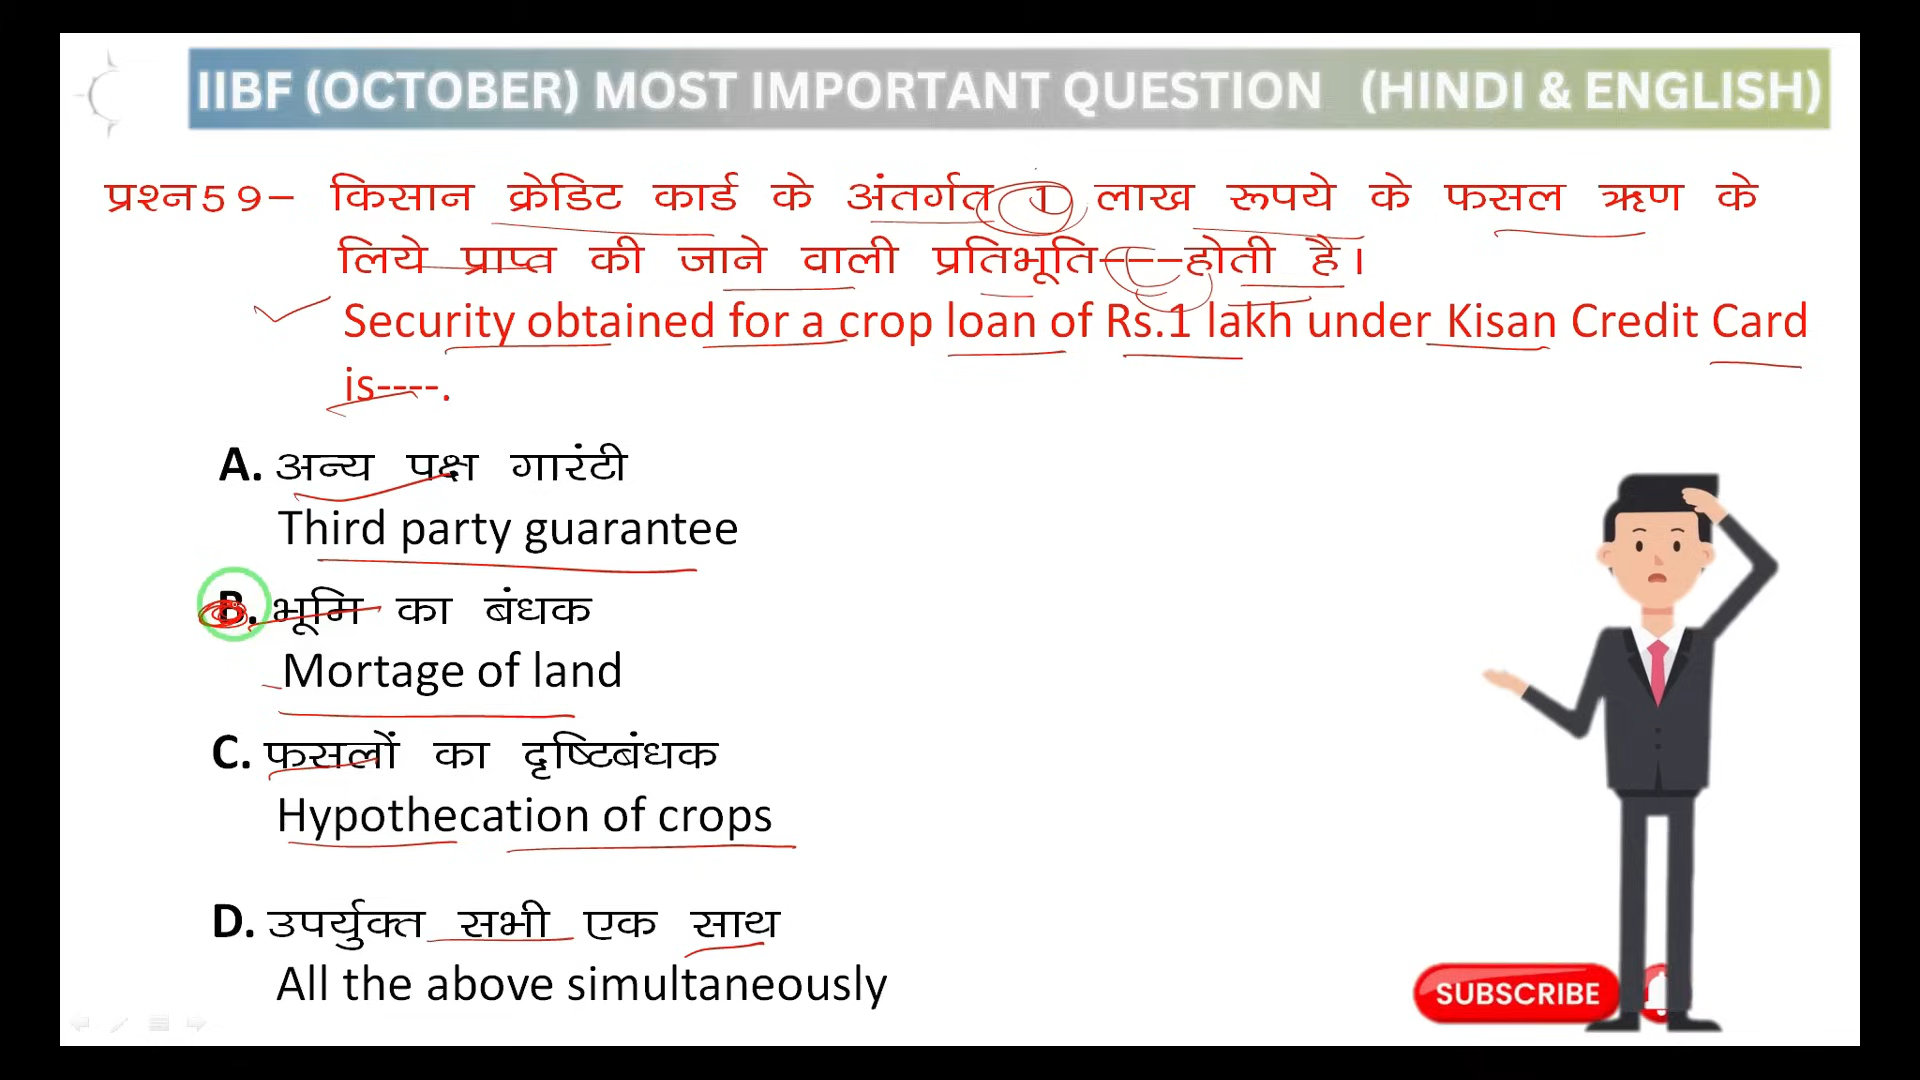 IIBF (OCTOBER) MOST IMPORTANT QUESTION (HINDI & ENGLISH)
प्रश्न59– किसान क्रेडिट कार्ड के अंतर्गत 1 लाख रूपये के फसल ऋण के
लिये प्राप्त की जाने वाली प्रतिभूति–––होती है।
Security obtained for a crop loan of Rs.1 lakh under Kisan Credit Card
is----.
A. अन्य पक्ष गारंटी
Third party guarantee
B. भूमि का बंधक
Mortage of land
C. फसलों का दृष्टिबंधक
Hypothecation of crops
D. उपर्युक्त सभी एक साथ
All the above simultaneously
SUBSCRIBE